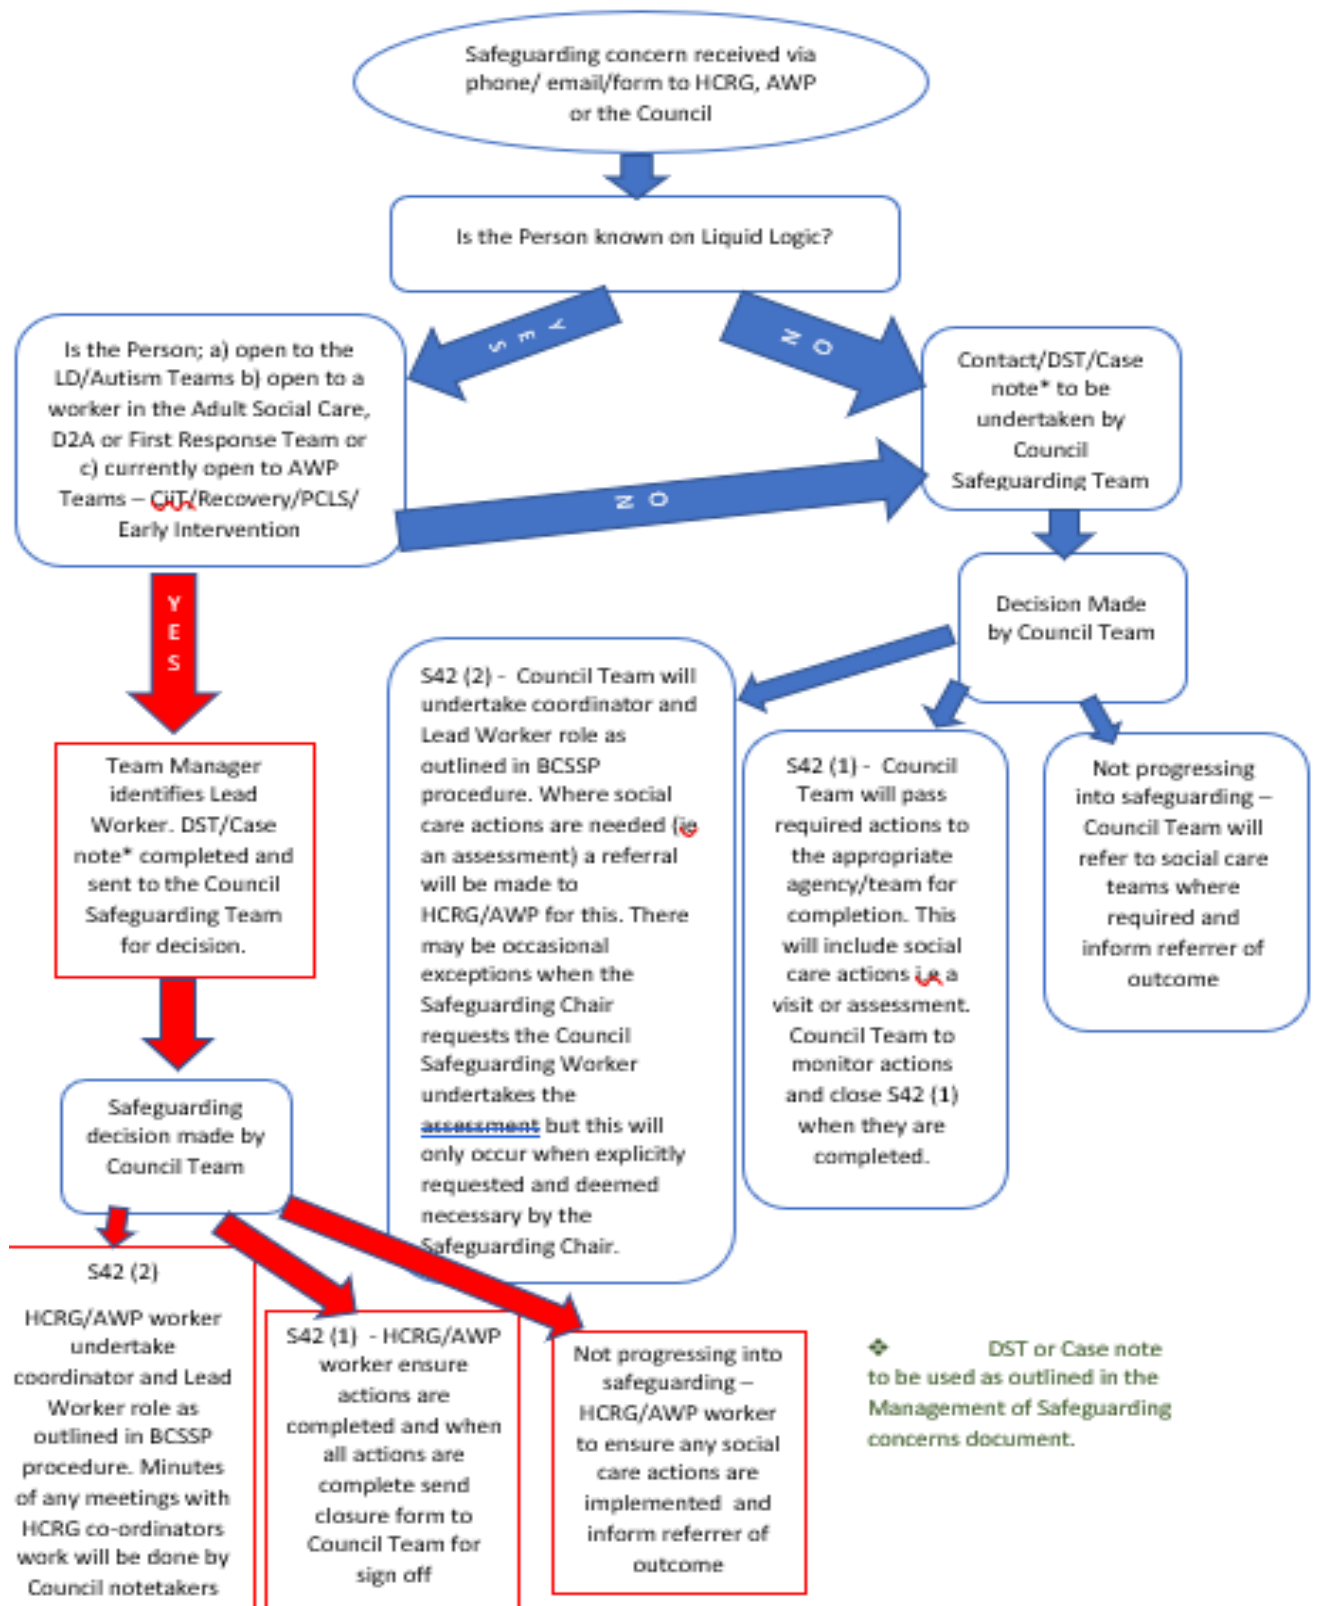 Safeguarding concern received via
phone/ email/form to HCRG, AWP
or the Council
Is the Person known on Liquid Logic?
YES
NO
Is the Person; a) open to the
LD/Autism Teams b) open to a
worker in the Adult Social Care,
D2A or First Response Team or
c) currently open to AWP
Teams – CiiT/Recovery/PCLS/
Early Intervention
Contact/DST/Case
note* to be
undertaken by
Council
Safeguarding Team
NO
YES
Decision Made
by Council Team
S42 (2) - Council Team will
undertake coordinator and
Lead Worker role as
outlined in BCSSP
procedure. Where social
care actions are needed (ie
an assessment) a referral
will be made to
HCRG/AWP for this. There
may be occasional
exceptions when the
Safeguarding Chair
requests the Council
Safeguarding Worker
undertakes the
assessment but this will
only occur when explicitly
requested and deemed
necessary by the
Safeguarding Chair.
S42 (1) - Council
Team will pass
required actions to
the appropriate
agency/team for
completion. This
will include social
care actions i.e a
visit or assessment.
Council Team to
monitor actions
and close S42 (1)
when they are
completed.
Not progressing
into safeguarding –
Council Team will
refer to social care
teams where
required and
inform referrer of
outcome
Team Manager
identifies Lead
Worker. DST/Case
note* completed and
sent to the Council
Safeguarding Team
for decision.
Safeguarding
decision made by
Council Team
S42 (2)
HCRG/AWP worker
undertake
coordinator and Lead
Worker role as
outlined in BCSSP
procedure. Minutes
of any meetings with
HCRG co-ordinators
work will be done by
Council notetakers
S42 (1) - HCRG/AWP
worker ensure
actions are
completed and when
all actions are
complete send
closure form to
Council Team for
sign off
Not progressing into
safeguarding –
HCRG/AWP worker
to ensure any social
care actions are
implemented and
inform referrer of
outcome
❖ DST or Case note
to be used as outlined in the
Management of Safeguarding
concerns document.